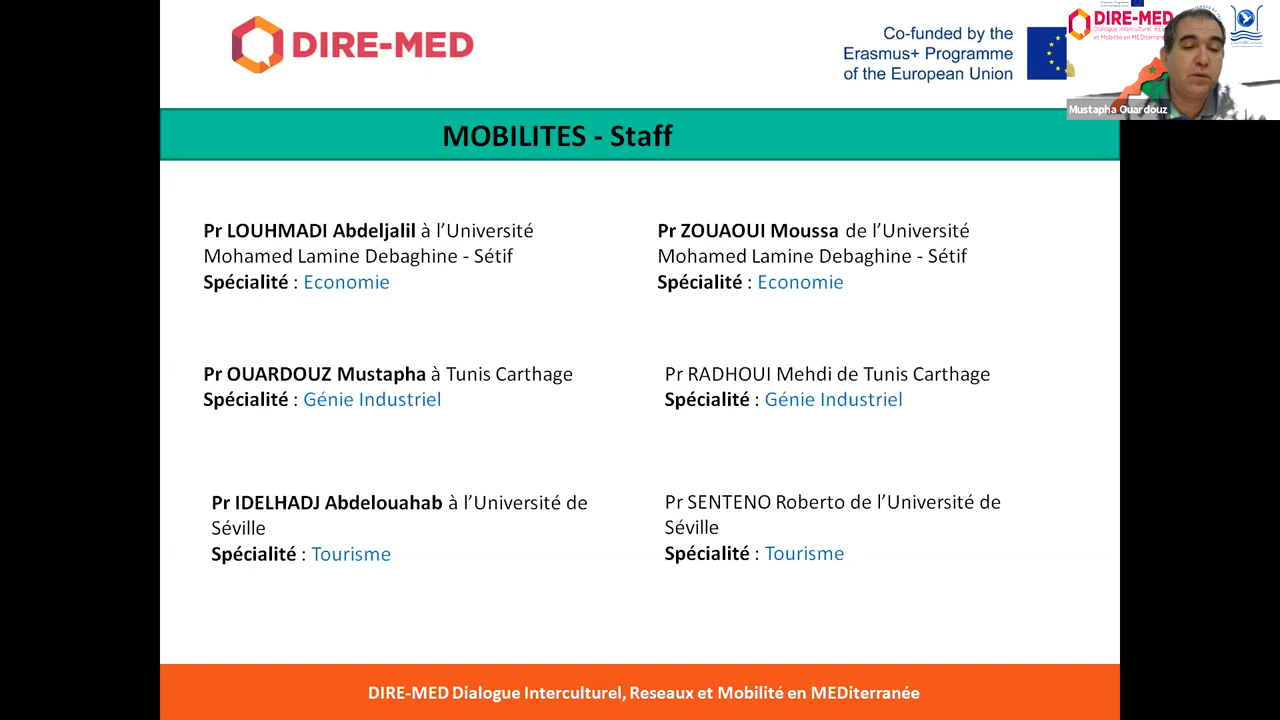 DIRE-MED
Co-funded by the
Erasmus+ Programme
of the European Union
DIRE-MED
Mustapha Ouardouz
MOBILITES - Staff
Pr LOUHMADI Abdeljalil à l’Université
Mohamed Lamine Debaghine - Sétif
Spécialité : Economie
Pr ZOUAOUI Moussa de l’Université
Mohamed Lamine Debaghine - Sétif
Spécialité : Economie
Pr OUARDOUZ Mustapha à Tunis Carthage
Spécialité : Génie Industriel
Pr RADHOUI Mehdi de Tunis Carthage
Spécialité : Génie Industriel
Pr IDELHADJ Abdelouahab à l’Université de
Séville
Spécialité : Tourisme
Pr SENTENO Roberto de l’Université de
Séville
Spécialité : Tourisme
DIRE-MED Dialogue Interculturel, Reseaux et Mobilité en MEDiterranée